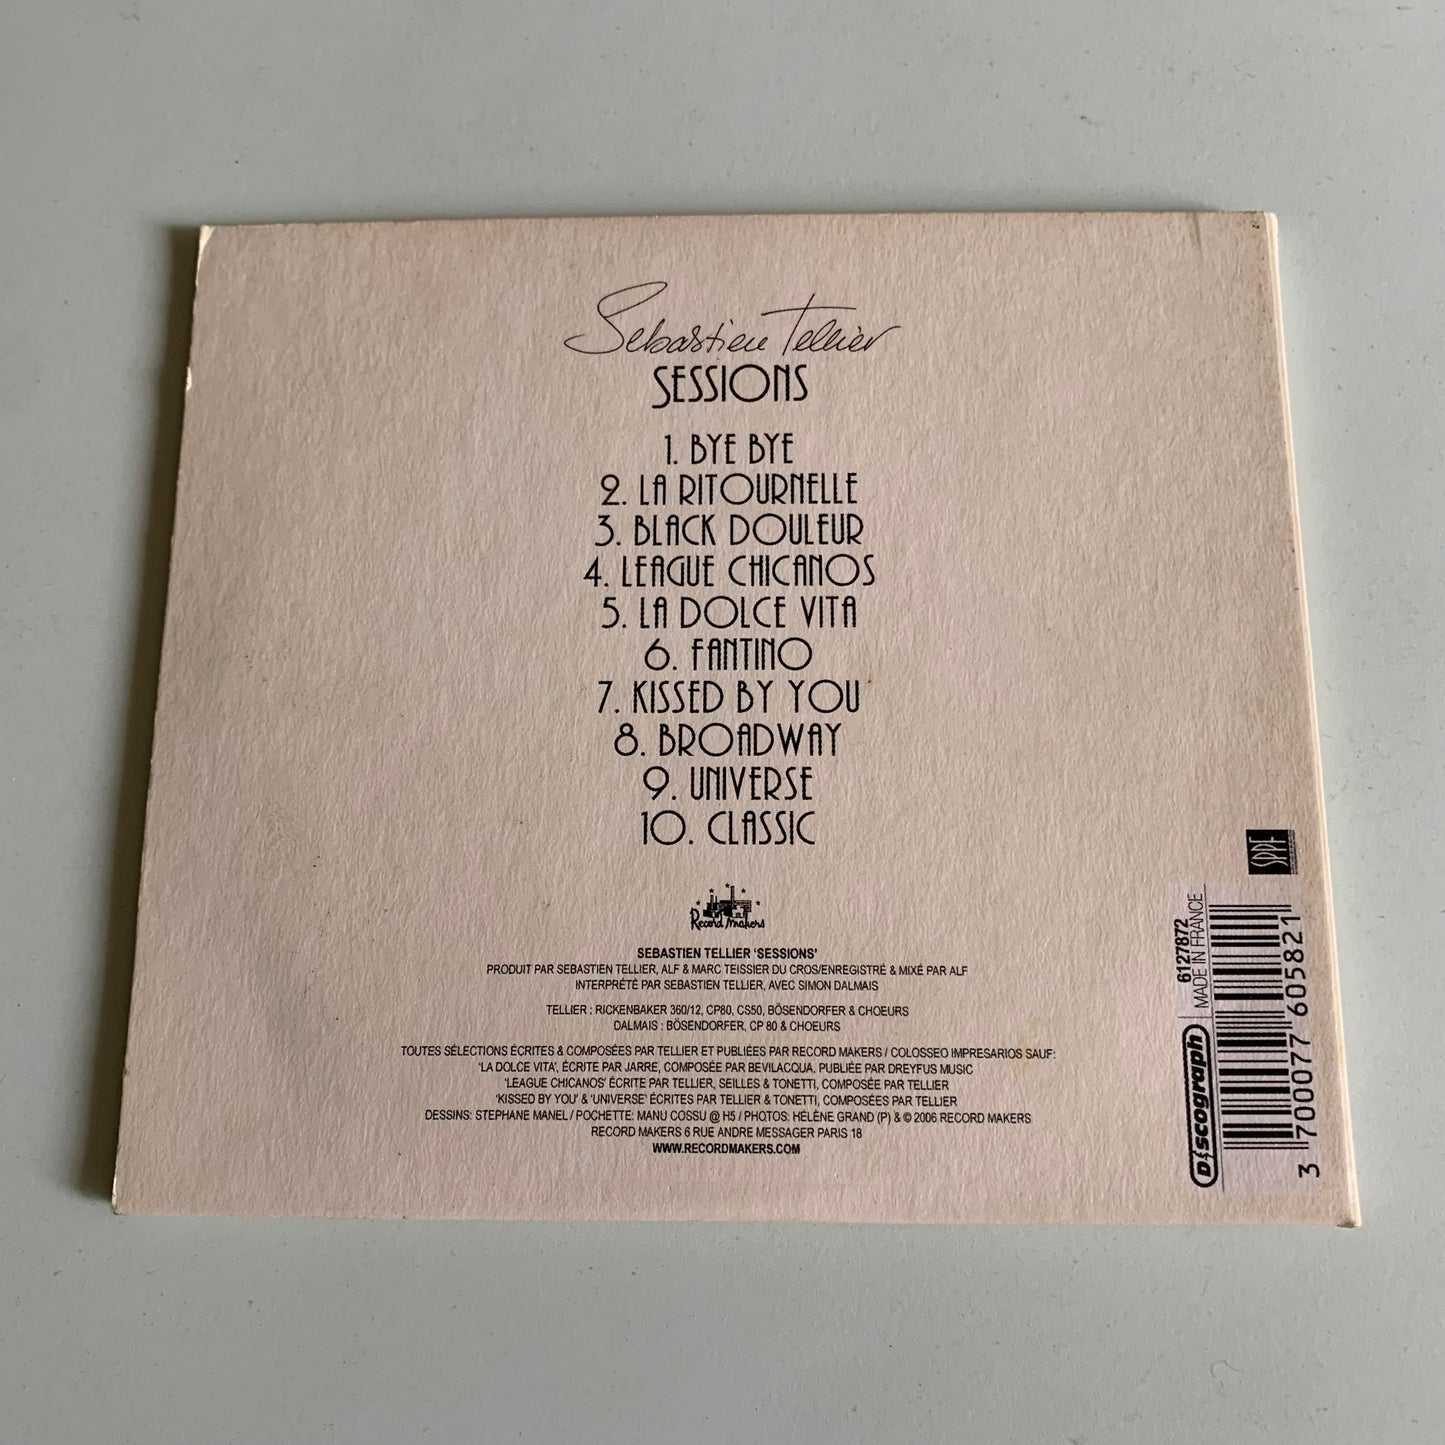 Sebastien Tellier
SESSIONS
1. BYE BYE
2. LA RITOURNELLE
3. BLACK DOULEUR
4. LEAGUE CHICANOS
5. LA DOLCE VITA
6. FANTINO
7. KISSED BY YOU
8. BROADWAY
9. UNIVERSE
10. CLASSIC
Record Makers
SEBASTIEN TELLIER 'SESSIONS'
PRODUIT PAR SEBASTIEN TELLIER, ALF & MARC TEISSIER DU CROS/ENREGISTRÉ & MIXÉ PAR ALF
INTERPRÉTÉ PAR SEBASTIEN TELLIER, AVEC SIMON DALMAIS
TELLIER : RICKENBAKER 360/12, CP80, CS50, BÖSENDORFER & CHOEURS
DALMAIS : BÖSENDORFER, CP 80 & CHOEURS
TOUTES SÉLECTIONS ÉCRITES & COMPOSÉES PAR TELLIER ET PUBLIÉES PAR RECORD MAKERS / COLOSSEO IMPRESARIOS SAUF:
'LA DOLCE VITA', ÉCRITE PAR JARRE, COMPOSÉE PAR BEVILACQUA, PUBLIÉE PAR DREYFUS MUSIC
'LEAGUE CHICANOS' ÉCRITE PAR TELLIER, SEILLES & TONETTI, COMPOSÉE PAR TELLIER
'KISSED BY YOU' & 'UNIVERSE' ÉCRITES PAR TELLIER & TONETTI, COMPOSÉES PAR TELLIER
DESSINS: STEPHANE MANEL / POCHETTE: MANU COSSU @ H5 / PHOTOS: HÉLÈNE GRAND (P) & © 2006 RECORD MAKERS
RECORD MAKERS 6 RUE ANDRE MESSAGER PARIS 18
WWW.RECORDMAKERS.COM
SPPF
6127872
MADE IN FRANCE
Discograph
3 700077 605821